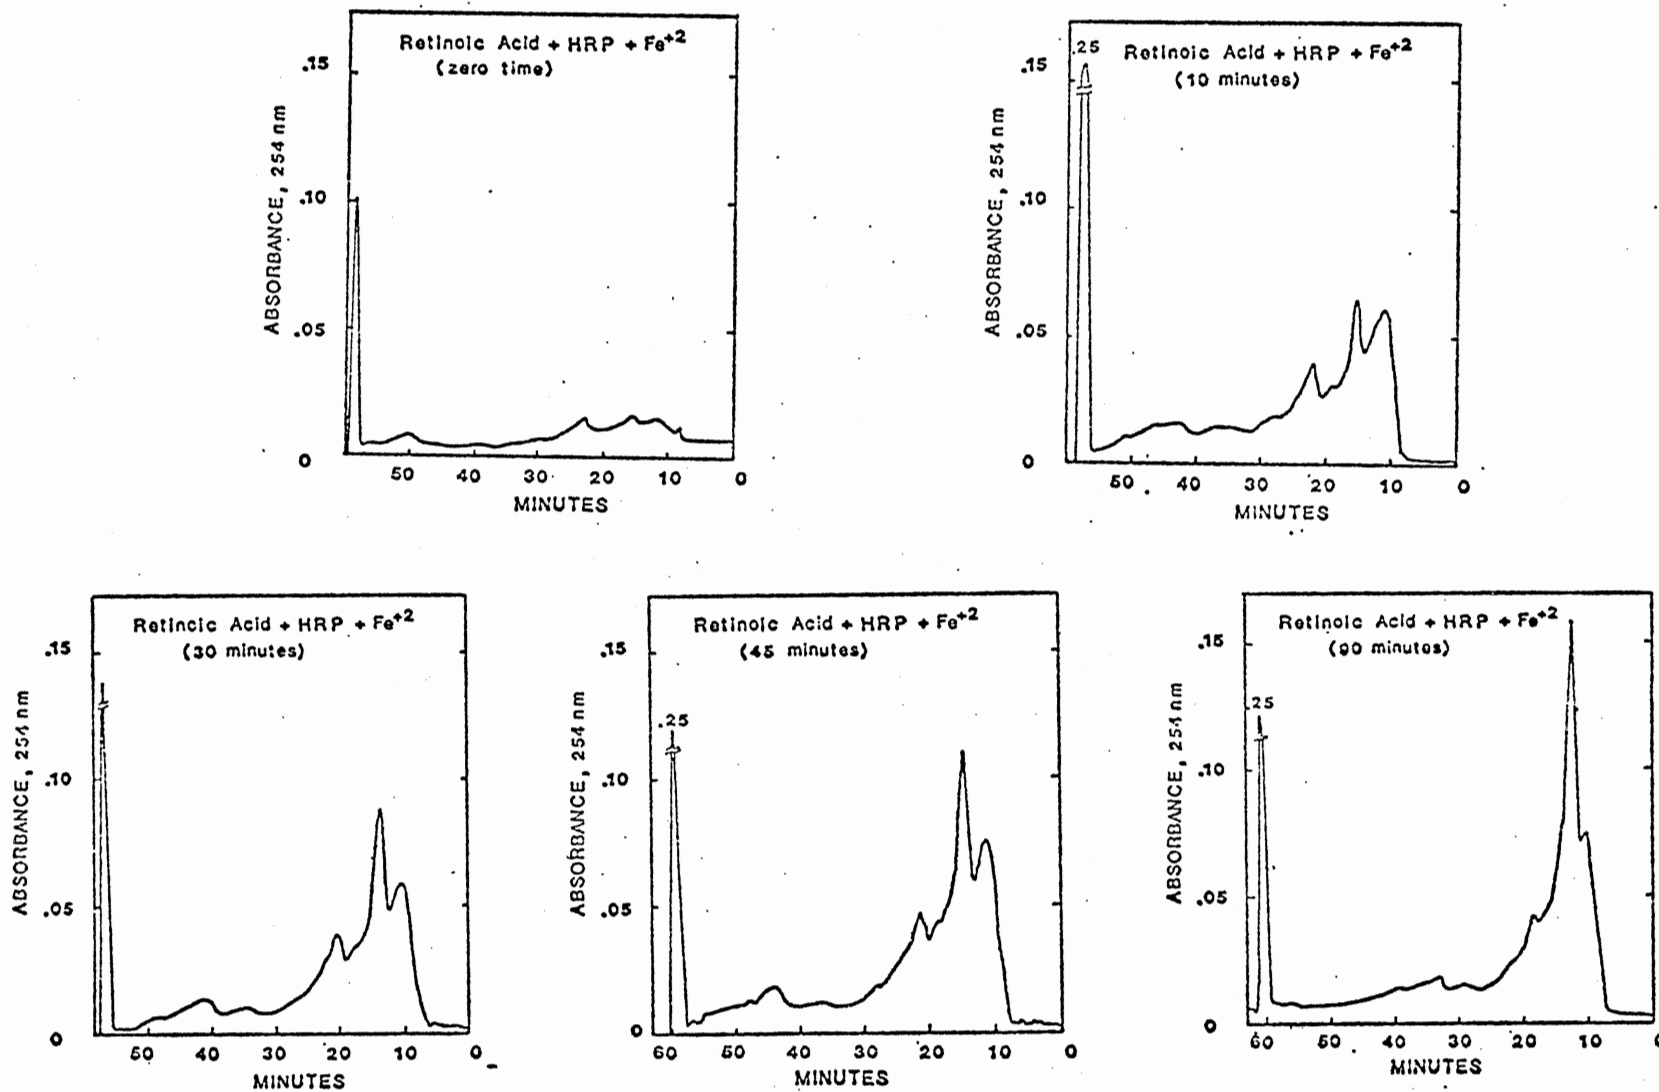 Retinoic Acid + HRP + Fe+2
(zero time)
ABSORBANCE, 254 nm
.15
.10
.05
0
50 40 30 20 10 0
MINUTES
.25
Retinoic Acid + HRP + Fe+2
(10 minutes)
ABSORBANCE, 254 nm
.15
.10
.05
0
50 40 30 20 10 0
MINUTES
Retinoic Acid + HRP + Fe+2
(30 minutes)
ABSORBANCE, 254 nm
.15
.10
.05
0
50 40 30 20 10 0
MINUTES
Retinoic Acid + HRP + Fe+2
(45 minutes)
.25
ABSORBANCE, 254 nm
.15
.10
.05
0
60 50 40 30 20 10 0
MINUTES
Retinoic Acid + HRP + Fe+2
(90 minutes)
.25
ABSORBANCE, 254 nm
.15
.10
.05
0
60 50 40 30 20 10 0
MINUTES